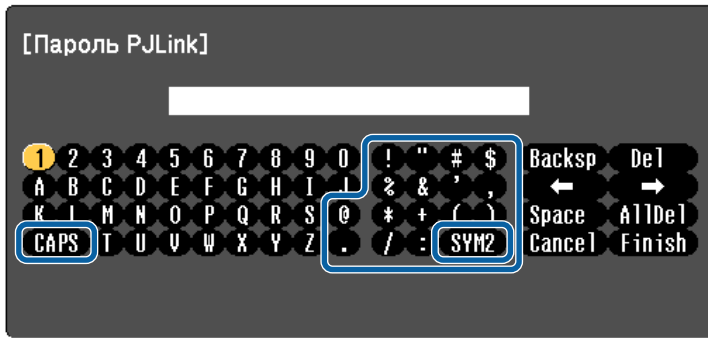 [Пароль PJLink]
1 2 3 4 5 6 7 8 9 0 ! " # $ Backsp Del
A B C D E F G H I J % & ' , ← →
K L M N O P Q R S @ * + ( ) Space AllDel
CAPS T U V W X Y Z . / : SYM2 Cancel Finish